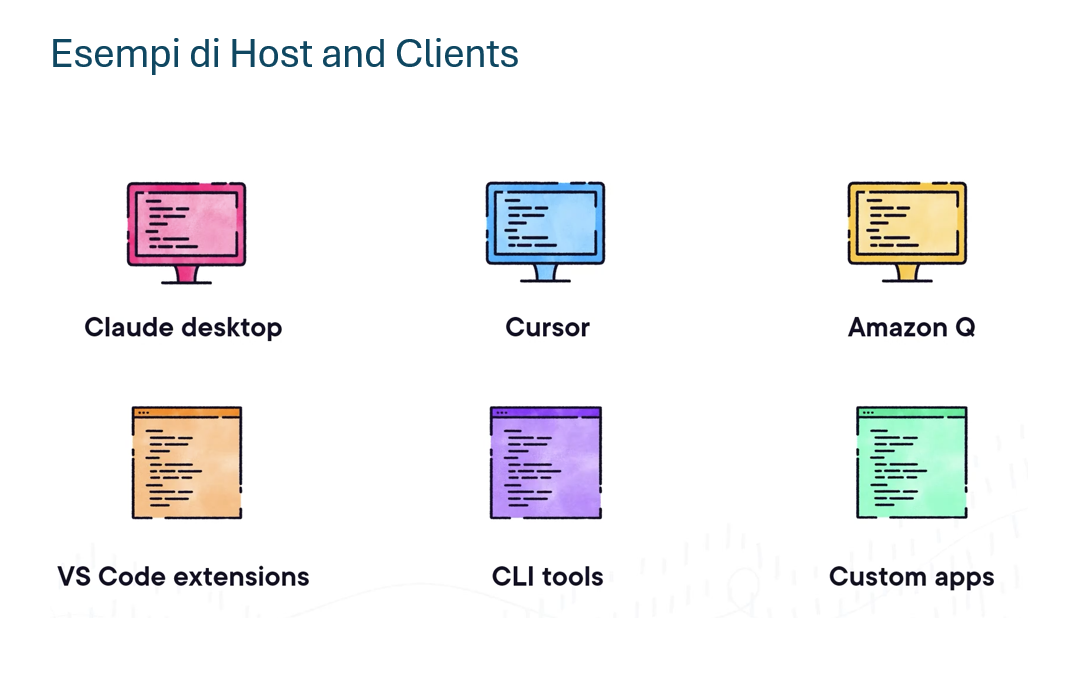 Esempi di Host and Clients
Claude desktop
Cursor
Amazon Q
VS Code extensions
CLI tools
Custom apps